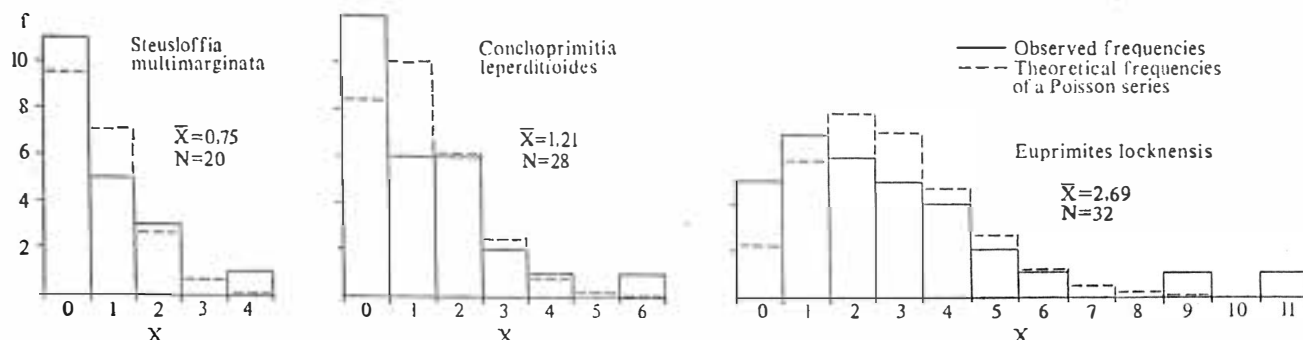 f
10
8
6
4
2
Steusloffia
multimarginata
X̅=0,75
N=20
0 1 2 3 4
X
Conchoprimitia
leperditioides
X̅=1,21
N=28
0 1 2 3 4 5 6
X
Observed frequencies
Theoretical frequencies
of a Poisson series
Euprimites locknensis
X̅=2,69
N=32
0 1 2 3 4 5 6 7 8 9 10 11
X